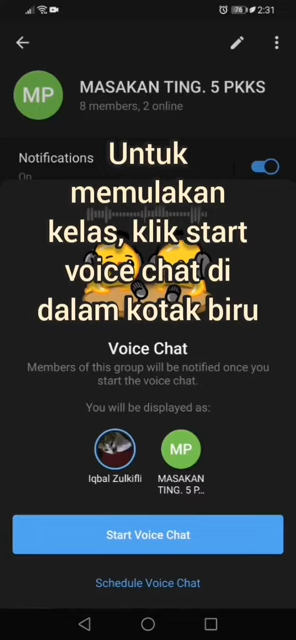 76
2:31
MP
MASAKAN TING. 5 PKKS
8 members, 2 online
Notifications
On
Untuk
memulakan
kelas, klik start
voice chat di
dalam kotak biru
Voice Chat
Members of this group will be notified once you
start the voice chat.
You will be displayed as:
MP
Iqbal Zulkifli
MASAKAN
TING. 5 P...
Start Voice Chat
Schedule Voice Chat